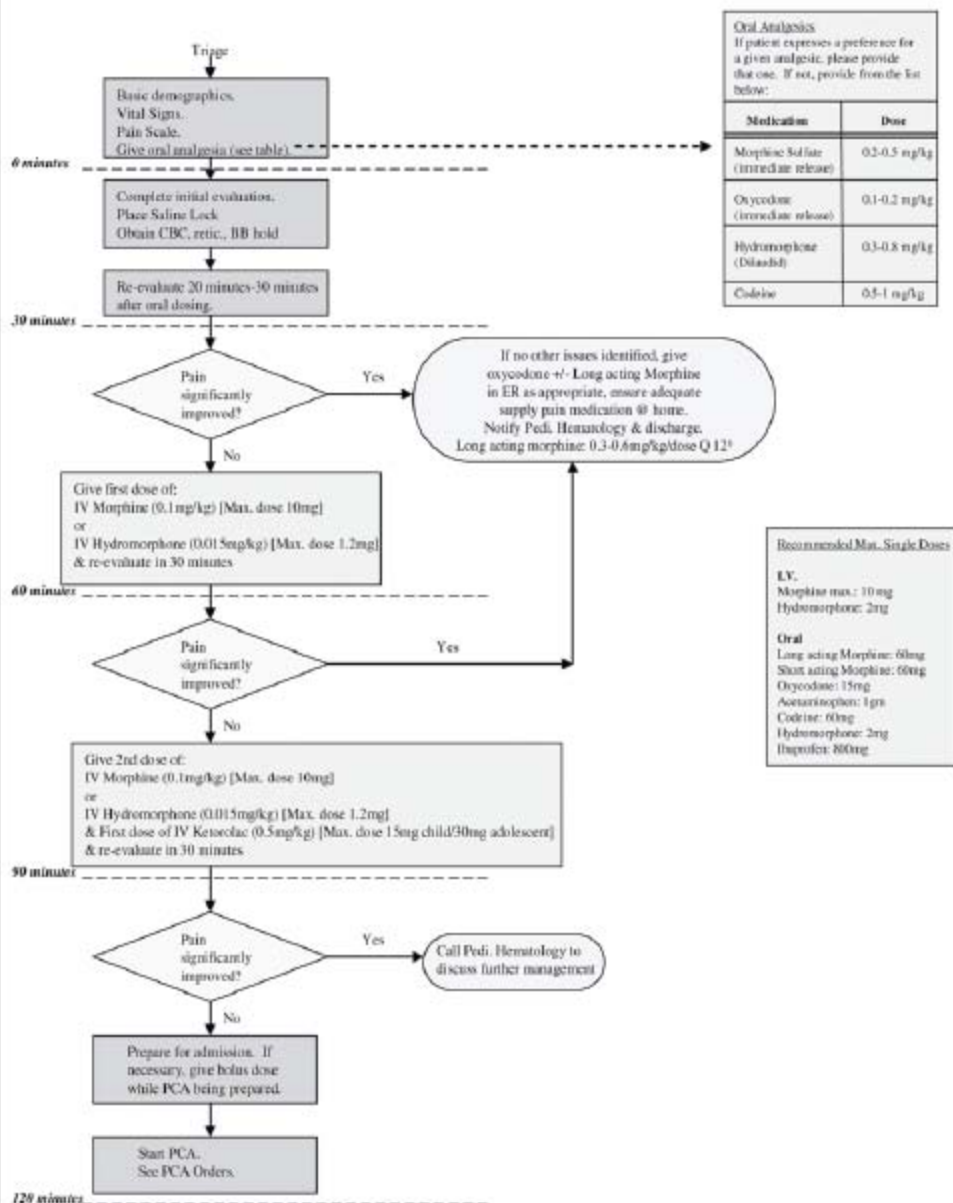 Triage
Basic demographics.
Vital Signs.
Pain Scale.
Give oral analgesia (see table).
0 minutes
Complete initial evaluation.
Place Saline Lock
Obtain CBC, retic., BB hold
Re-evaluate 20 minutes-30 minutes
after oral dosing.
30 minutes
Pain
significantly
improved?
Yes
No
If no other issues identified, give
oxycodone +/- Long acting Morphine
in ER as appropriate, ensure adequate
supply pain medication @ home.
Notify Pedi. Hematology & discharge.
Long acting morphine: 0.3-0.6mg/kg/dose Q 12°
Give first dose of:
IV Morphine (0.1mg/kg) [Max. dose 10mg]
or
IV Hydromorphone (0.015mg/kg) [Max. dose 1.2mg]
& re-evaluate in 30 minutes
60 minutes
Pain
significantly
improved?
Yes
No
Give 2nd dose of:
IV Morphine (0.1mg/kg) [Max. dose 10mg]
or
IV Hydromorphone (0.015mg/kg) [Max. dose 1.2mg]
& First dose of IV Ketorolac (0.5mg/kg) [Max. dose 15mg child/30mg adolescent]
& re-evaluate in 30 minutes
90 minutes
Pain
significantly
improved?
Yes
No
Call Pedi. Hematology to
discuss further management
Prepare for admission. If
necessary, give bolus dose
while PCA being prepared.
Start PCA.
See PCA Orders.
120 minutes
Oral Analgesics
If patient expresses a preference for
a given analgesic, please provide
that one. If not, provide from the list
below:
Medication Dose
Morphine Sulfate 0.2-0.5 mg/kg
(immediate release)
Oxycodone 0.1-0.2 mg/kg
(immediate release)
Hydromorphone 0.3-0.8 mg/kg
(Dilaudid)
Codeine 0.5-1 mg/kg
Recommended Max. Single Doses
I.V.
Morphine max.: 10 mg
Hydromorphone: 2mg
Oral
Long acting Morphine: 60mg
Short acting Morphine: 60mg
Oxycodone: 15mg
Acetaminophen: 1gm
Codeine: 60mg
Hydromorphone: 2mg
Ibuprofen: 800mg